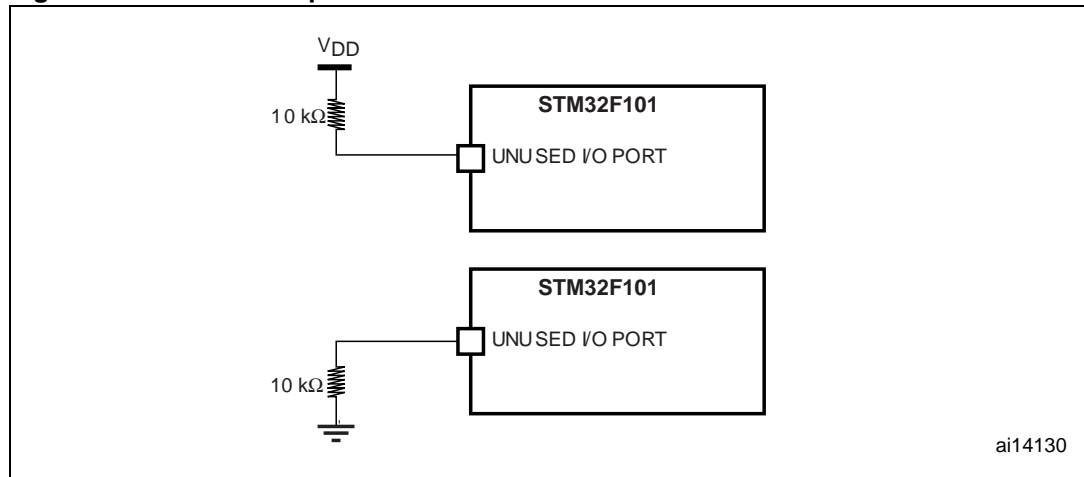 VDD
10 kΩ
STM32F101
UNUSED I/O PORT
STM32F101
UNUSED I/O PORT
10 kΩ
ai14130